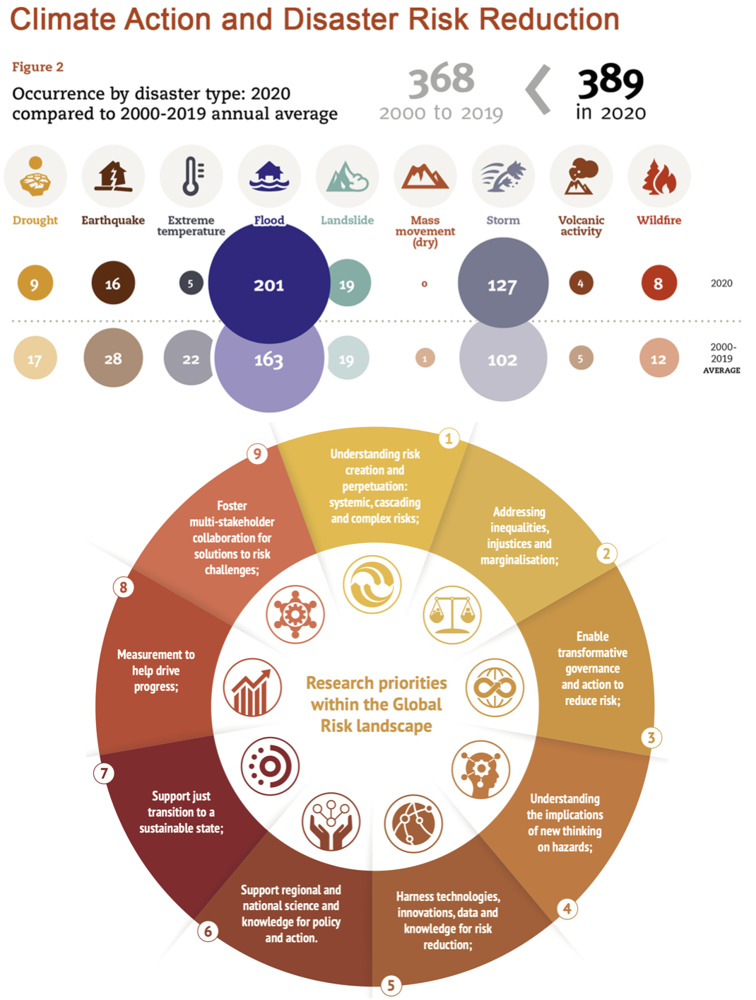 Climate Action and Disaster Risk Reduction
Figure 2
Occurrence by disaster type: 2020
compared to 2000-2019 annual average
368
2000 to 2019
389
in 2020
Drought
Earthquake
Extreme
temperature
Flood
Landslide
Mass
movement
(dry)
Storm
Volcanic
activity
Wildfire
9
16
5
201
19
0
127
4
8
2020
17
28
22
163
19
1
102
5
12
2000-
2019
AVERAGE
1
Understanding risk
creation and
perpetuation:
systemic, cascading
and complex risks;
2
Addressing
inequalities,
injustices and
marginalisation;
3
Enable
transformative
governance
and action to
reduce risk;
4
Understanding
the implications
of new thinking
on hazards;
5
Harness technologies,
innovations, data and
knowledge for risk
reduction;
6
Support regional and
national science and
knowledge for policy
and action.
7
Support just
transition to a
sustainable state;
8
Measurement to
help drive
progress;
9
Foster
multi-stakeholder
collaboration for
solutions to risk
challenges;
Research priorities
within the Global
Risk landscape